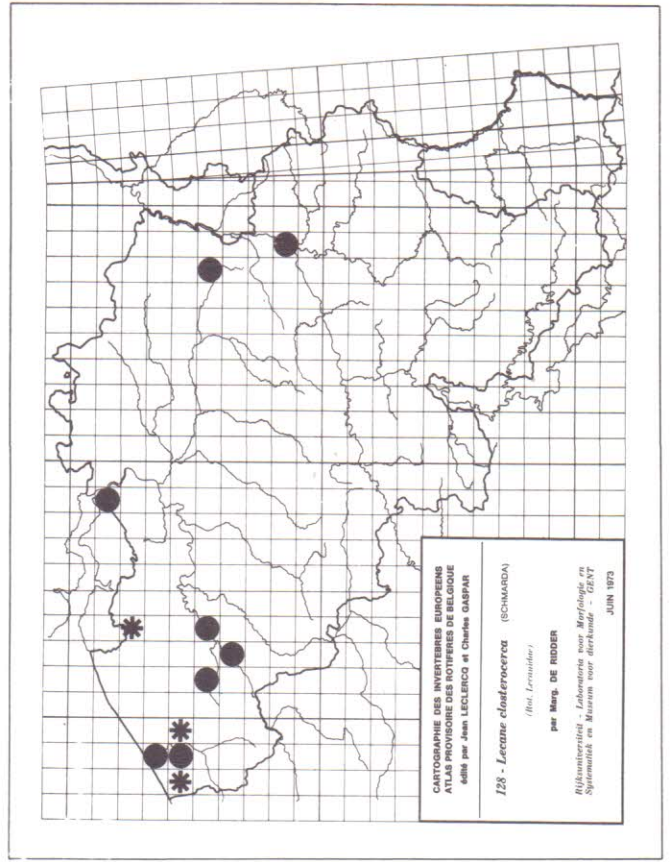 CARTOGRAPHIE DES INVERTEBRES EUROPEENS
ATLAS PROVISOIRE DES ROTIFERES DE BELGIQUE
édité par Jean LECLERCQ et Charles GASPAR
128 - Lecane closterocerca (SCHMARDA)
(Rot. Lecanidae)
par Marg. DE RIDDER
Rijksuniversiteit - Laboratoria voor Morfologie en
Systematiek en Museum voor dierkunde - GENT
JUIN 1973